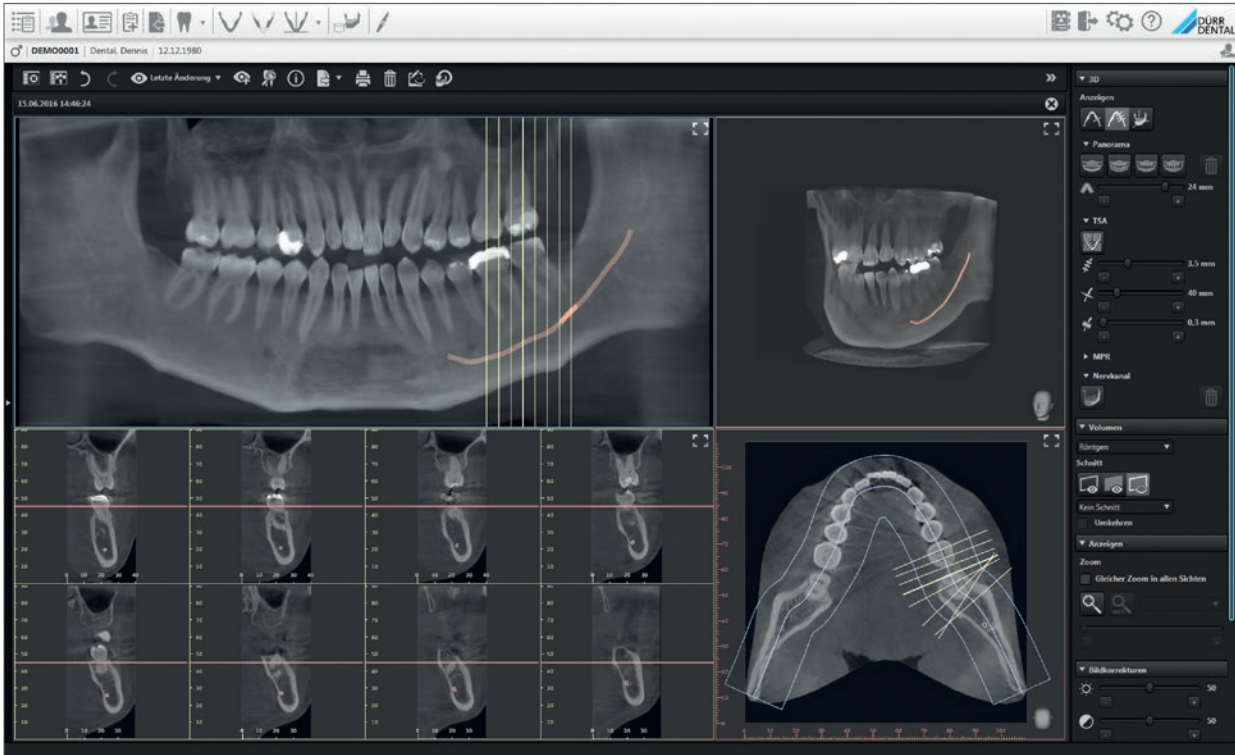 DÜRR
DENTAL
DEMO0001 | Dental, Dennis | 12.12.1980
Letzte Änderung
15.06.2016 14:46:24
3D
Anzeigen
Panorama
24 mm
TSA
3,5 mm
40 mm
0,3 mm
MPR
Nervkanal
Volumen
Röntgen
Schnitt
Kein Schnitt
Umkehren
Anzeigen
Zoom
Gleicher Zoom in allen Sichten
Bildkorrekturen
50
50